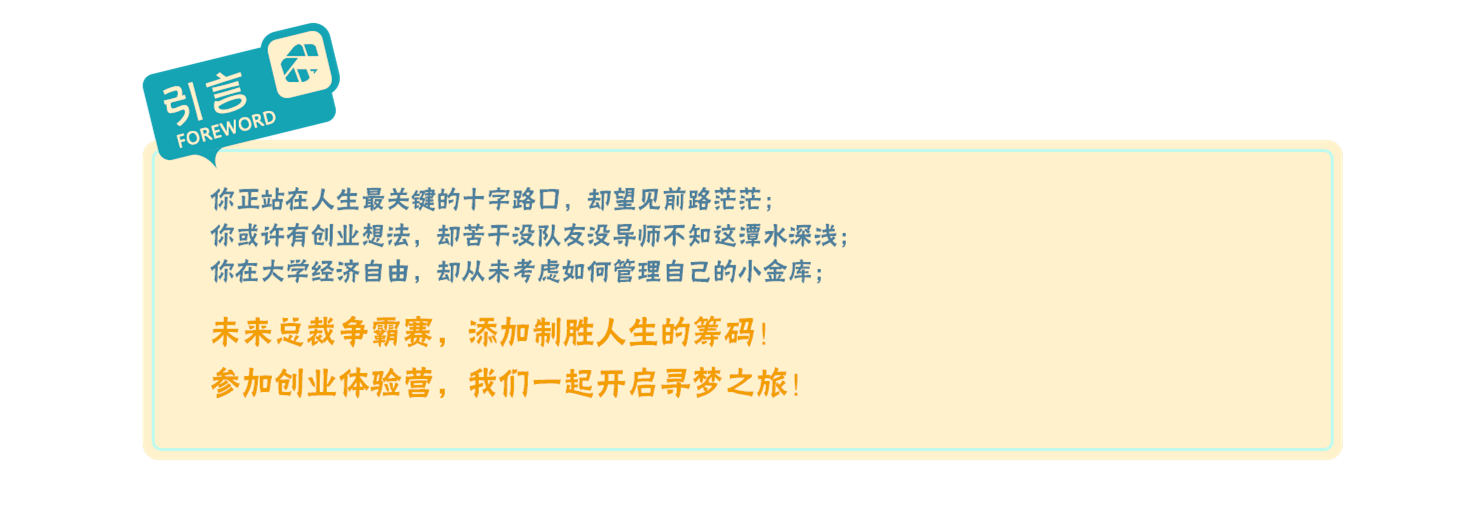 引言
FOREWORD
你正站在人生最关键的十字路口，却望见前路茫茫；
你或许有创业想法，却苦于没队友没导师不知这潭水深浅；
你在大学经济自由，却从未考虑如何管理自己的小金库；
未来总裁争霸赛，添加制胜人生的筹码！
参加创业体验营，我们一起开启寻梦之旅！